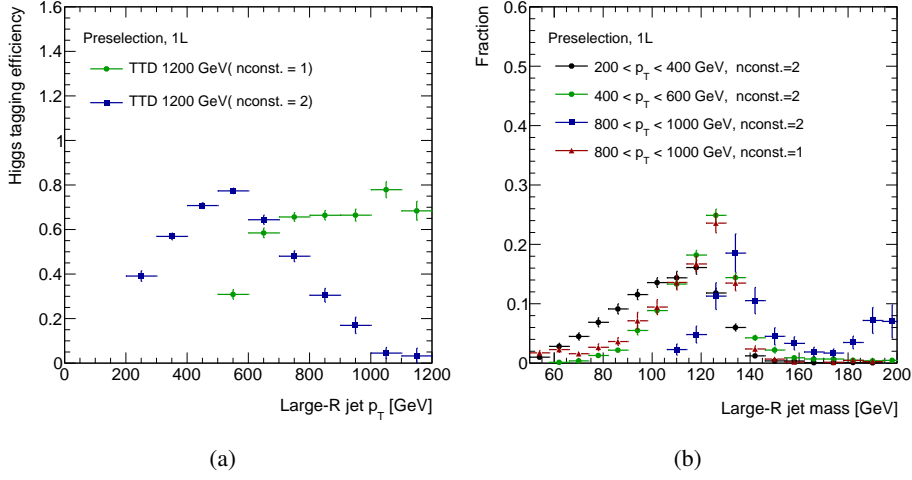 Higgs tagging efficiency
1.6
1.4
1.2
1
0.8
0.6
0.4
0.2
0
Preselection, 1L
TTD 1200 GeV( nconst. = 1)
TTD 1200 GeV( nconst. = 2)
0 200 400 600 800 1000 1200
Large-R jet p_T [GeV]
(a)
Fraction
0.6
0.5
0.4
0.3
0.2
0.1
0
Preselection, 1L
200 < p_T < 400 GeV, nconst.=2
400 < p_T < 600 GeV, nconst.=2
800 < p_T < 1000 GeV, nconst.=2
800 < p_T < 1000 GeV, nconst.=1
60 80 100 120 140 160 180 200
Large-R jet mass [GeV]
(b)